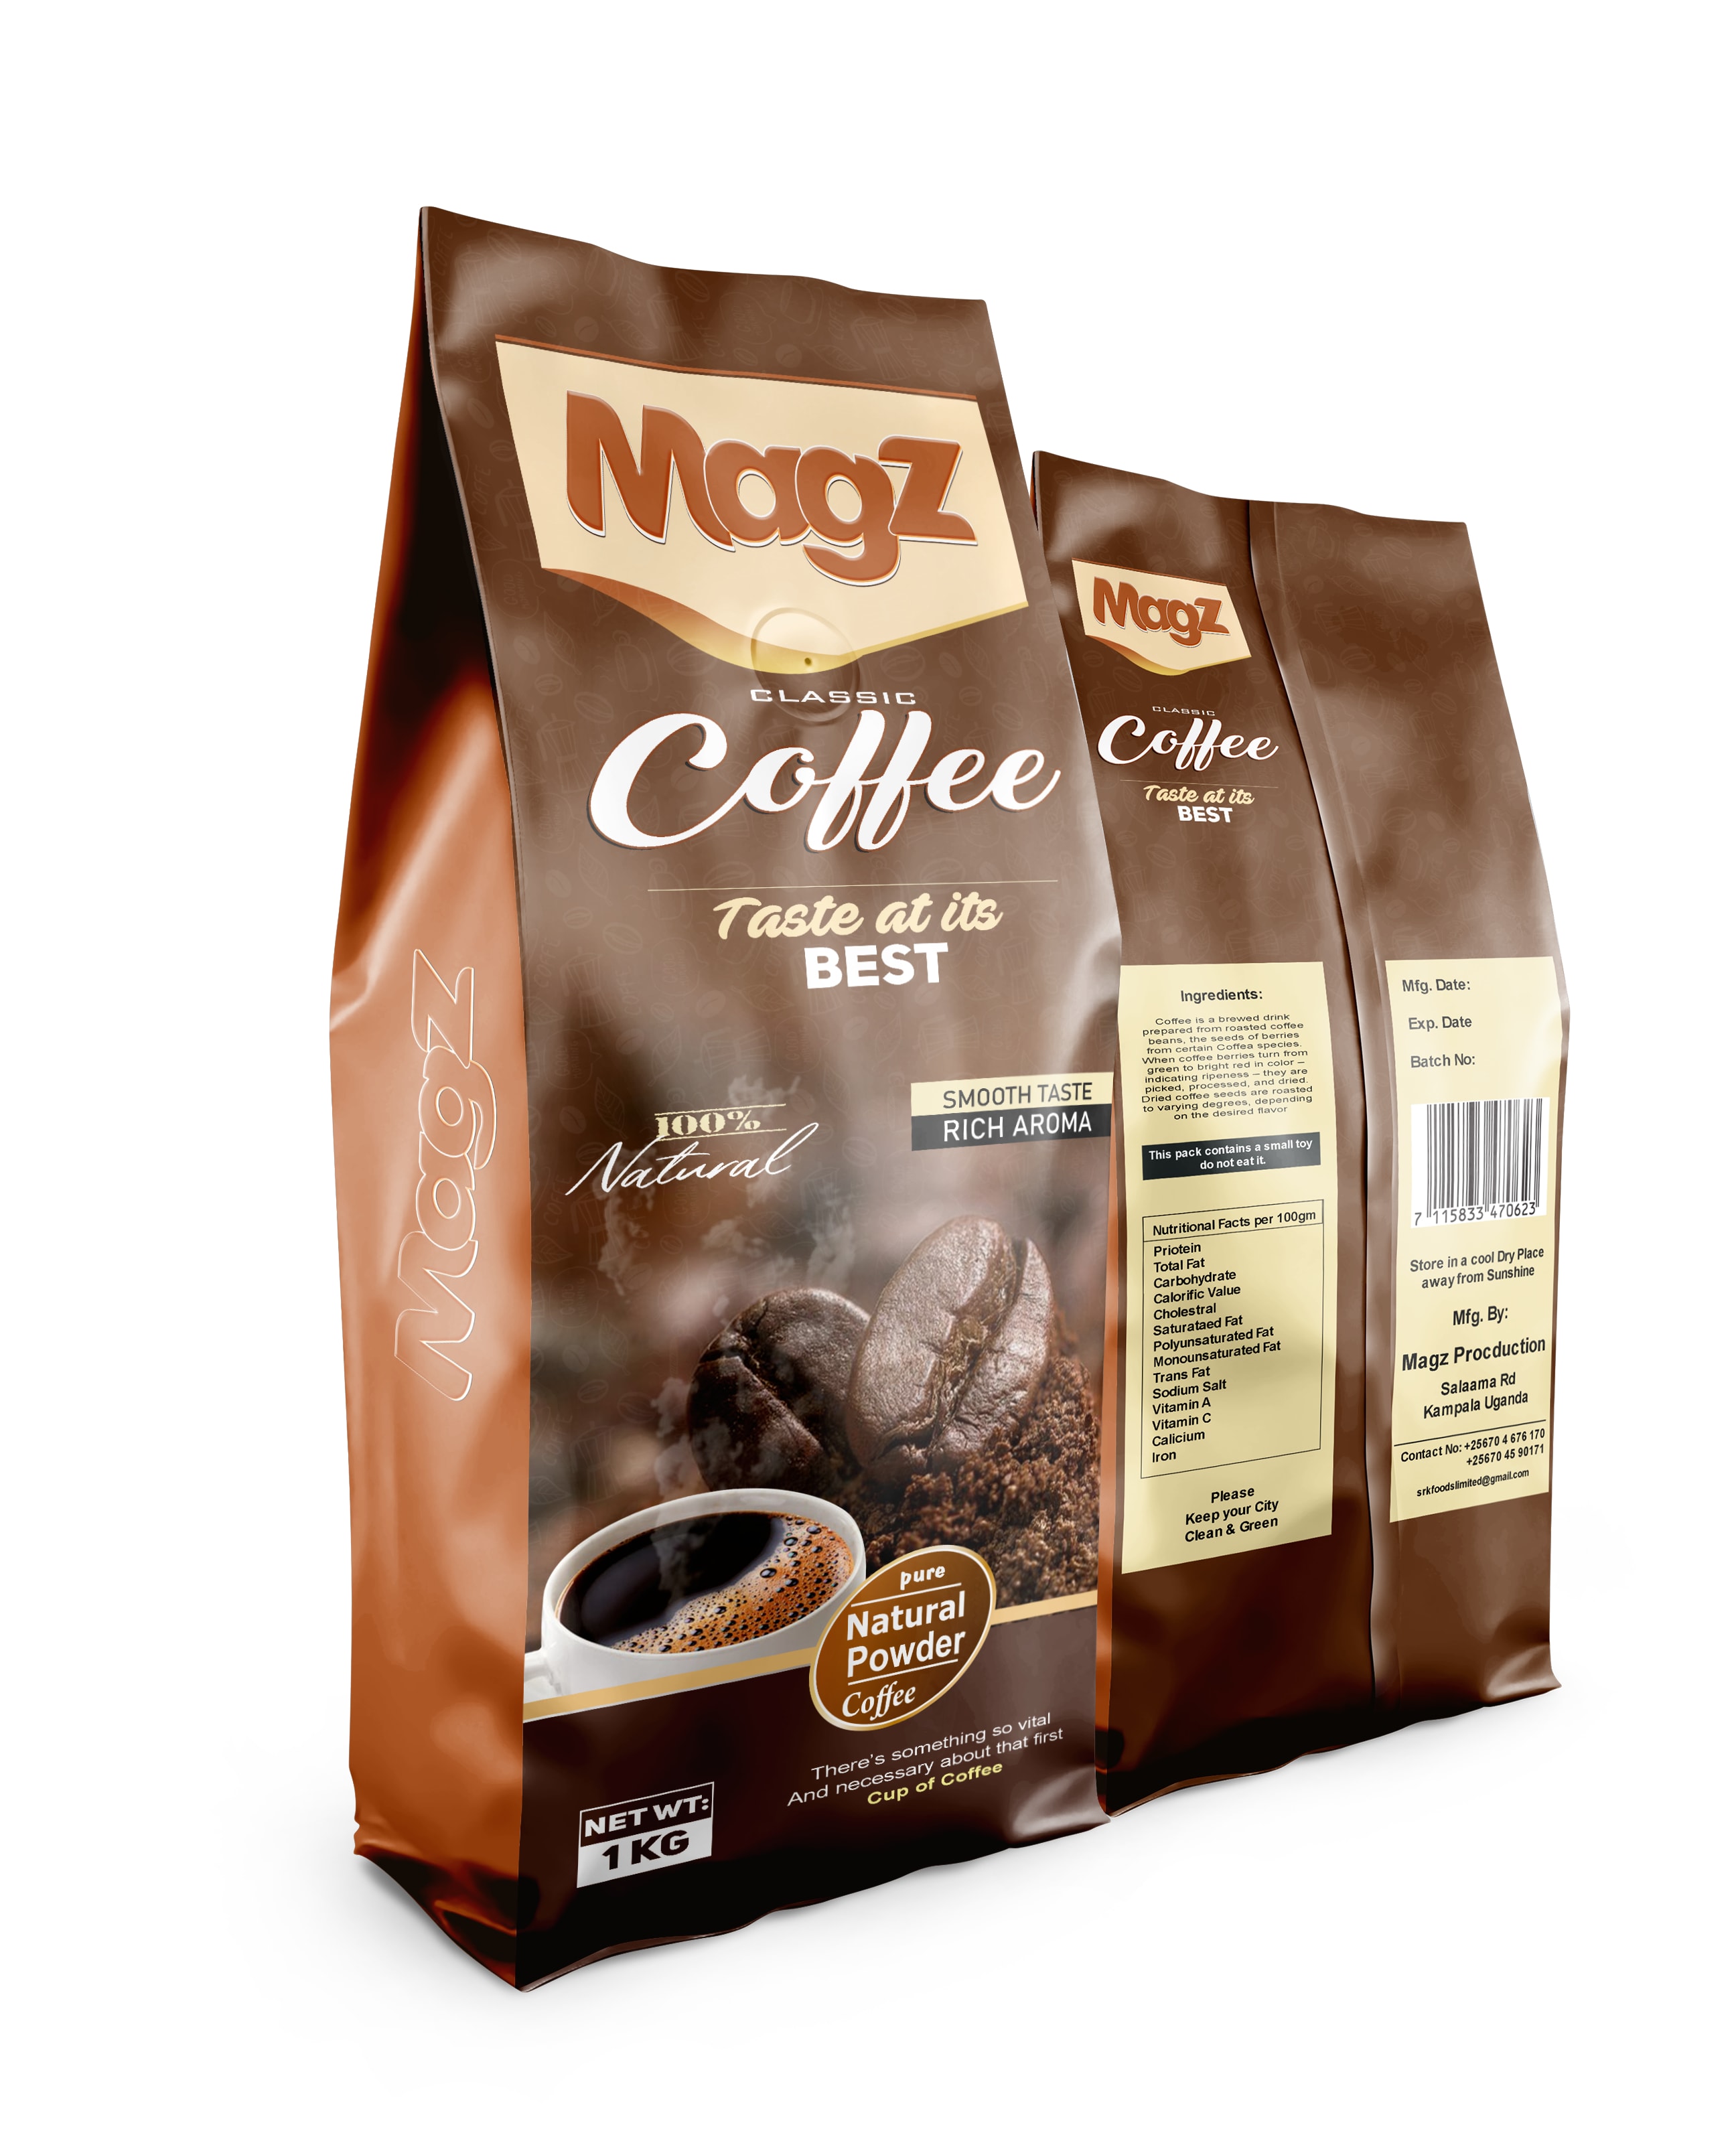 Magz
CLASSIC
Coffee
Taste at its
BEST
100%
Natural
SMOOTH TASTE
RICH AROMA
pure
Natural
Powder
Coffee
There's something so vital
And necessary about that first
Cup of Coffee
NET WT:
1 KG
Magz
Magz
CLASSIC
Coffee
Taste at its
BEST
Ingredients:
Coffee is a brewed drink
prepared from roasted coffee
beans, the seeds of berries
from certain Coffea species.
When coffee berries turn from
green to bright red in color –
indicating ripeness – they are
picked, processed, and dried.
Dried coffee seeds are roasted
to varying degrees, depending
on the desired flavor
This pack contains a small toy
do not eat it.
Nutritional Facts per 100gm
Priotein
Total Fat
Carbohydrate
Calorific Value
Cholestral
Saturataed Fat
Polyunsaturated Fat
Monounsaturated Fat
Trans Fat
Sodium Salt
Vitamin A
Vitamin C
Calicium
Iron
Please
Keep your City
Clean & Green
Mfg. Date:
Exp. Date
Batch No:
7 115833 470623
Store in a cool Dry Place
away from Sunshine
Mfg. By:
Magz Procduction
Salaama Rd
Kampala Uganda
Contact No: +25670 4 676 170
+25670 45 90171
srkfoodslimited@gmail.com